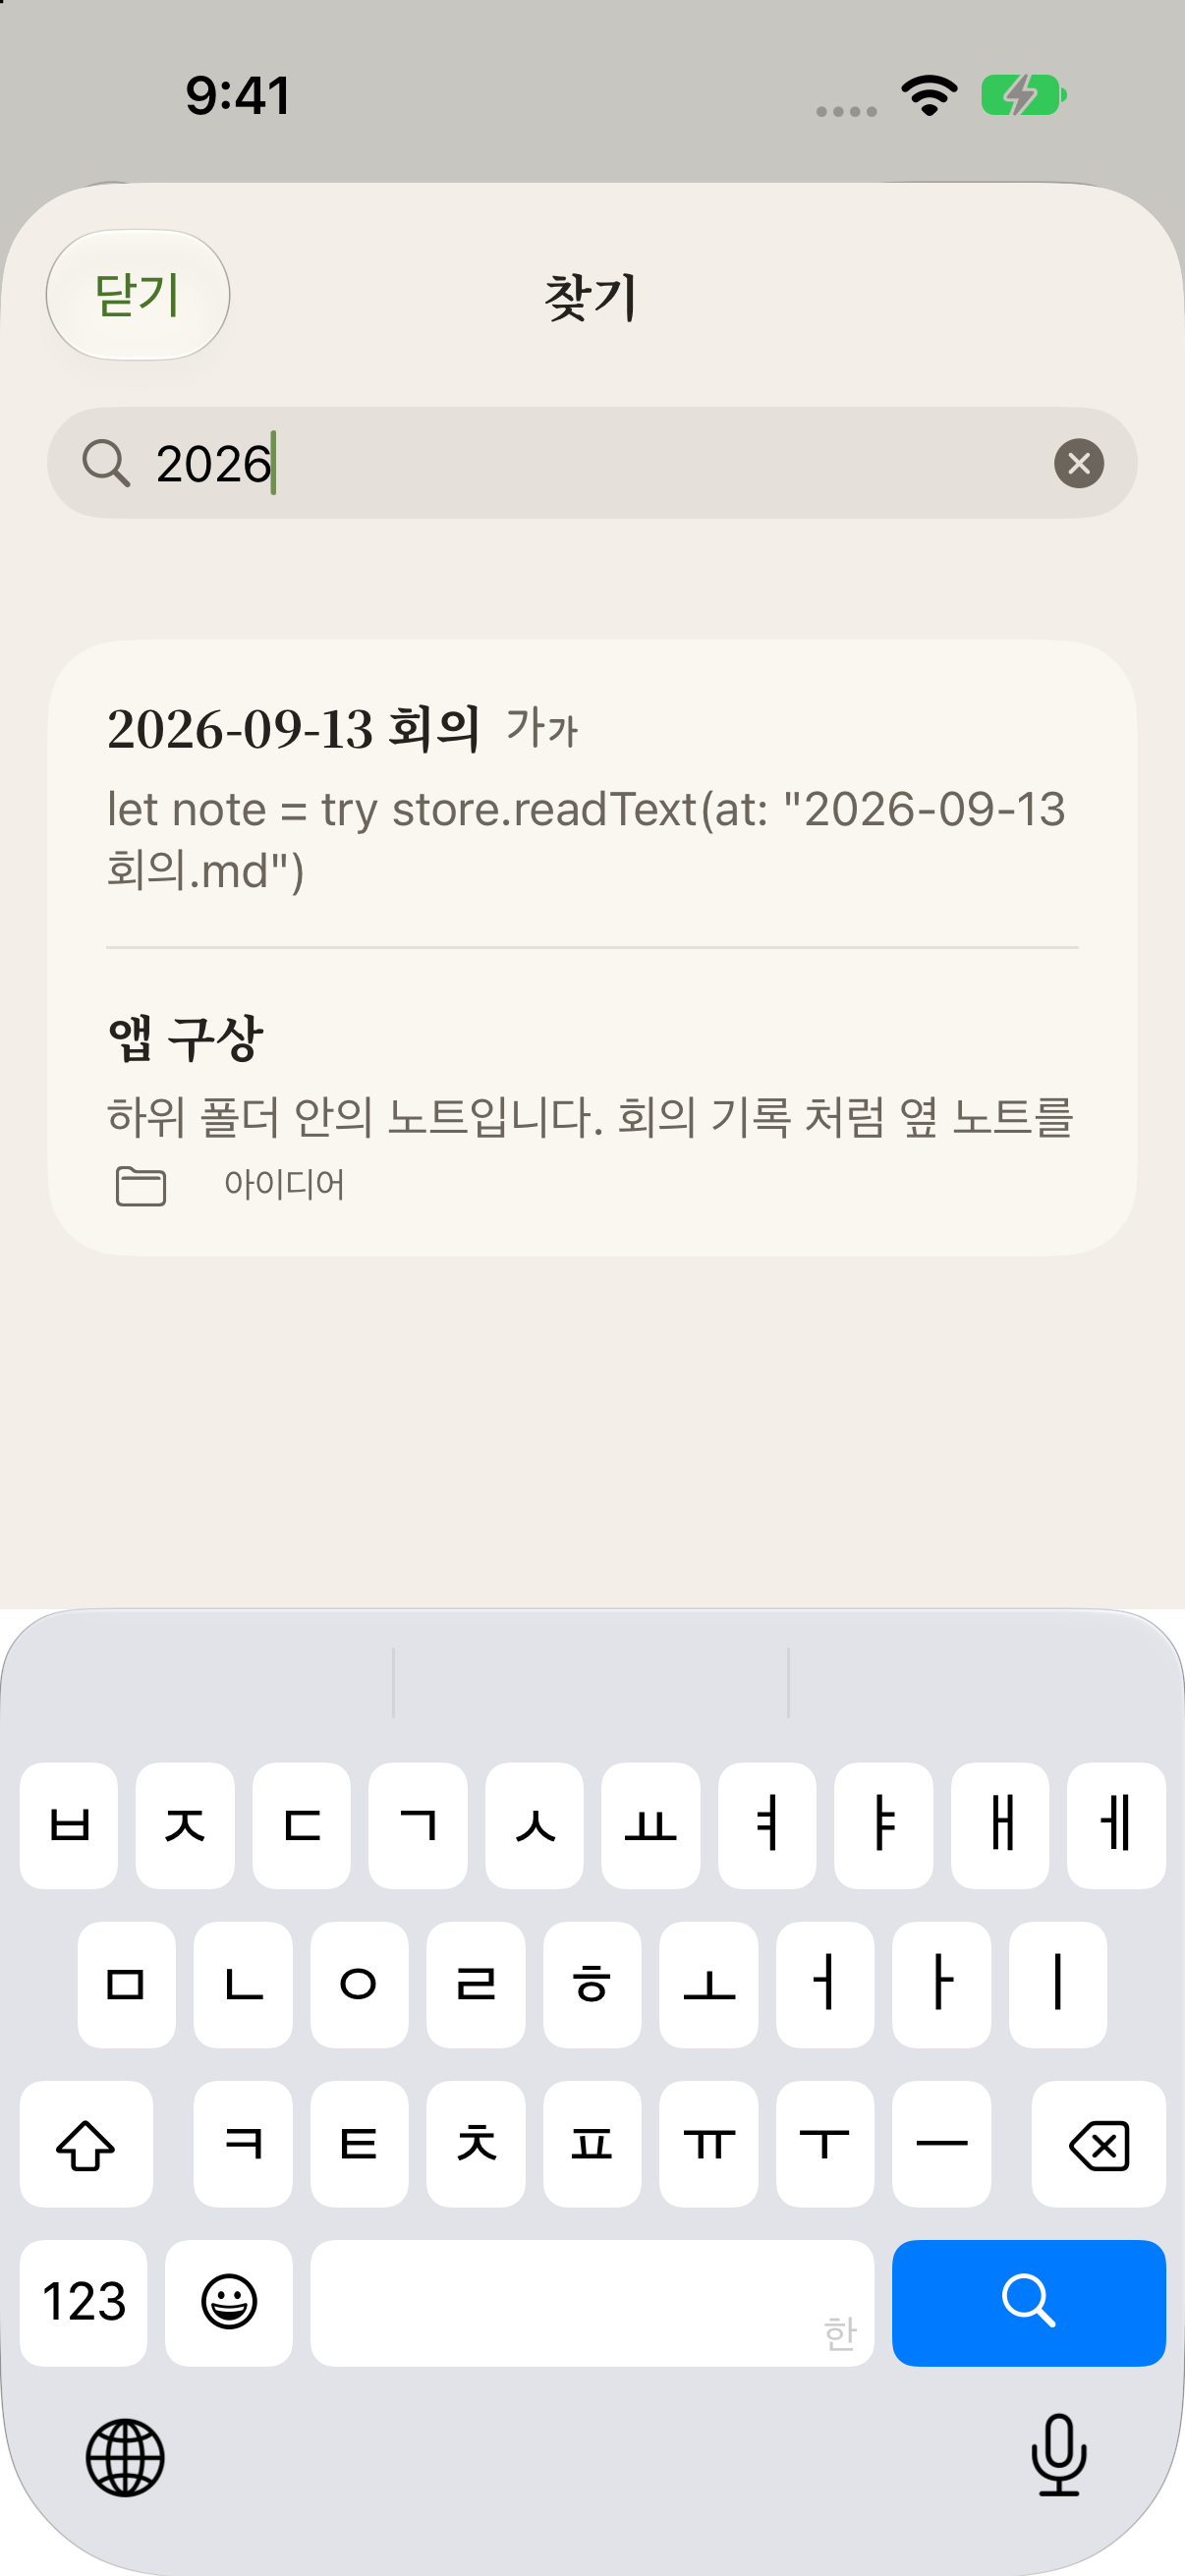 9:41
닫기
찾기
2026
2026-09-13 회의 가가
let note = try store.readText(at: "2026-09-13
회의.md")
앱 구상
하위 폴더 안의 노트입니다. 회의 기록 처럼 옆 노트를
아이디어
ㅂ ㅈ ㄷ ㄱ ㅅ ㅛ ㅕ ㅑ ㅐ ㅔ
ㅁ ㄴ ㅇ ㄹ ㅎ ㅗ ㅓ ㅏ ㅣ
ㅋ ㅌ ㅊ ㅍ ㅠ ㅜ ㅡ
123
한